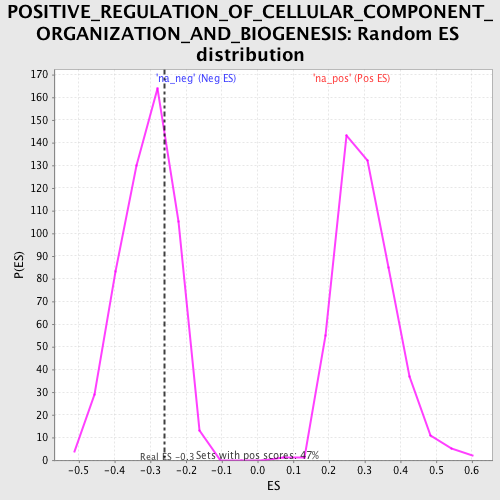 POSITIVE_REGULATION_OF_CELLULAR_COMPONENT_
ORGANIZATION_AND_BIOGENESIS: Random ES
distribution
'na_neg' (Neg ES) 'na_pos' (Pos ES)
170
160
150
140
130
120
110
100
90
80
70
60
50
40
30
20
10
0
P(ES)
Real ES -0.3 Sets with pos scores: 47%
-0.5 -0.4 -0.3 -0.2 -0.1 0.0 0.1 0.2 0.3 0.4 0.5 0.6
ES